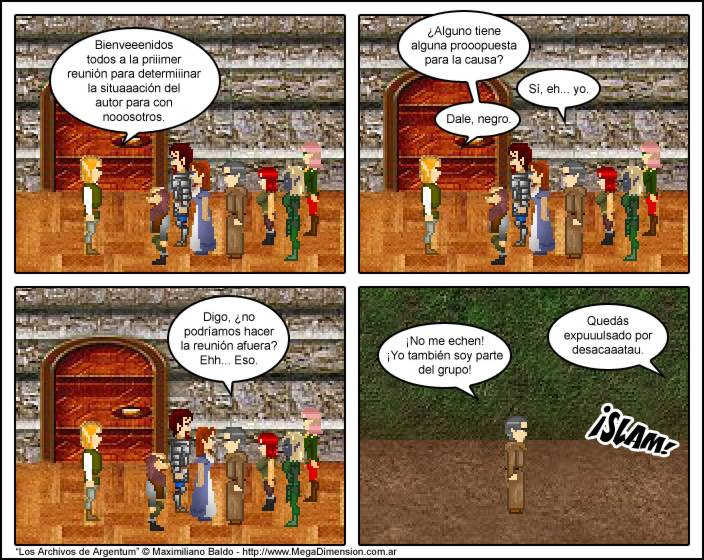 Bienveeenidos
todos a la priiimer
reunión para determiiinar
la situaaación del
autor para con
nooosotros.
¿Alguno tiene
alguna prooopuesta
para la causa?
Sí, eh... yo.
Dale, negro.
Digo, ¿no
podríamos hacer
la reunión afuera?
Ehh... Eso.
¡No me echen!
¡Yo también soy parte
del grupo!
Quedás
expuuulsado por
desacaaatau.
¡SLAM!
"Los Archivos de Argentum" © Maximiliano Baldo - http://www.MegaDimension.com.ar